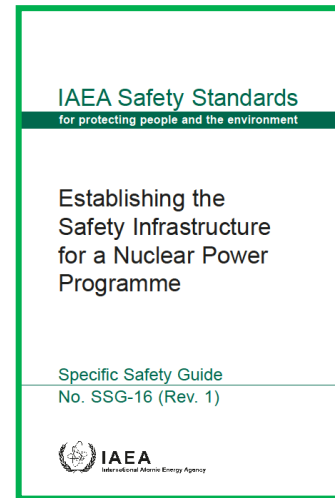 IAEA Safety Standards
for protecting people and the environment
Establishing the
Safety Infrastructure
for a Nuclear Power
Programme
Specific Safety Guide
No. SSG-16 (Rev. 1)
IAEA
International Atomic Energy Agency